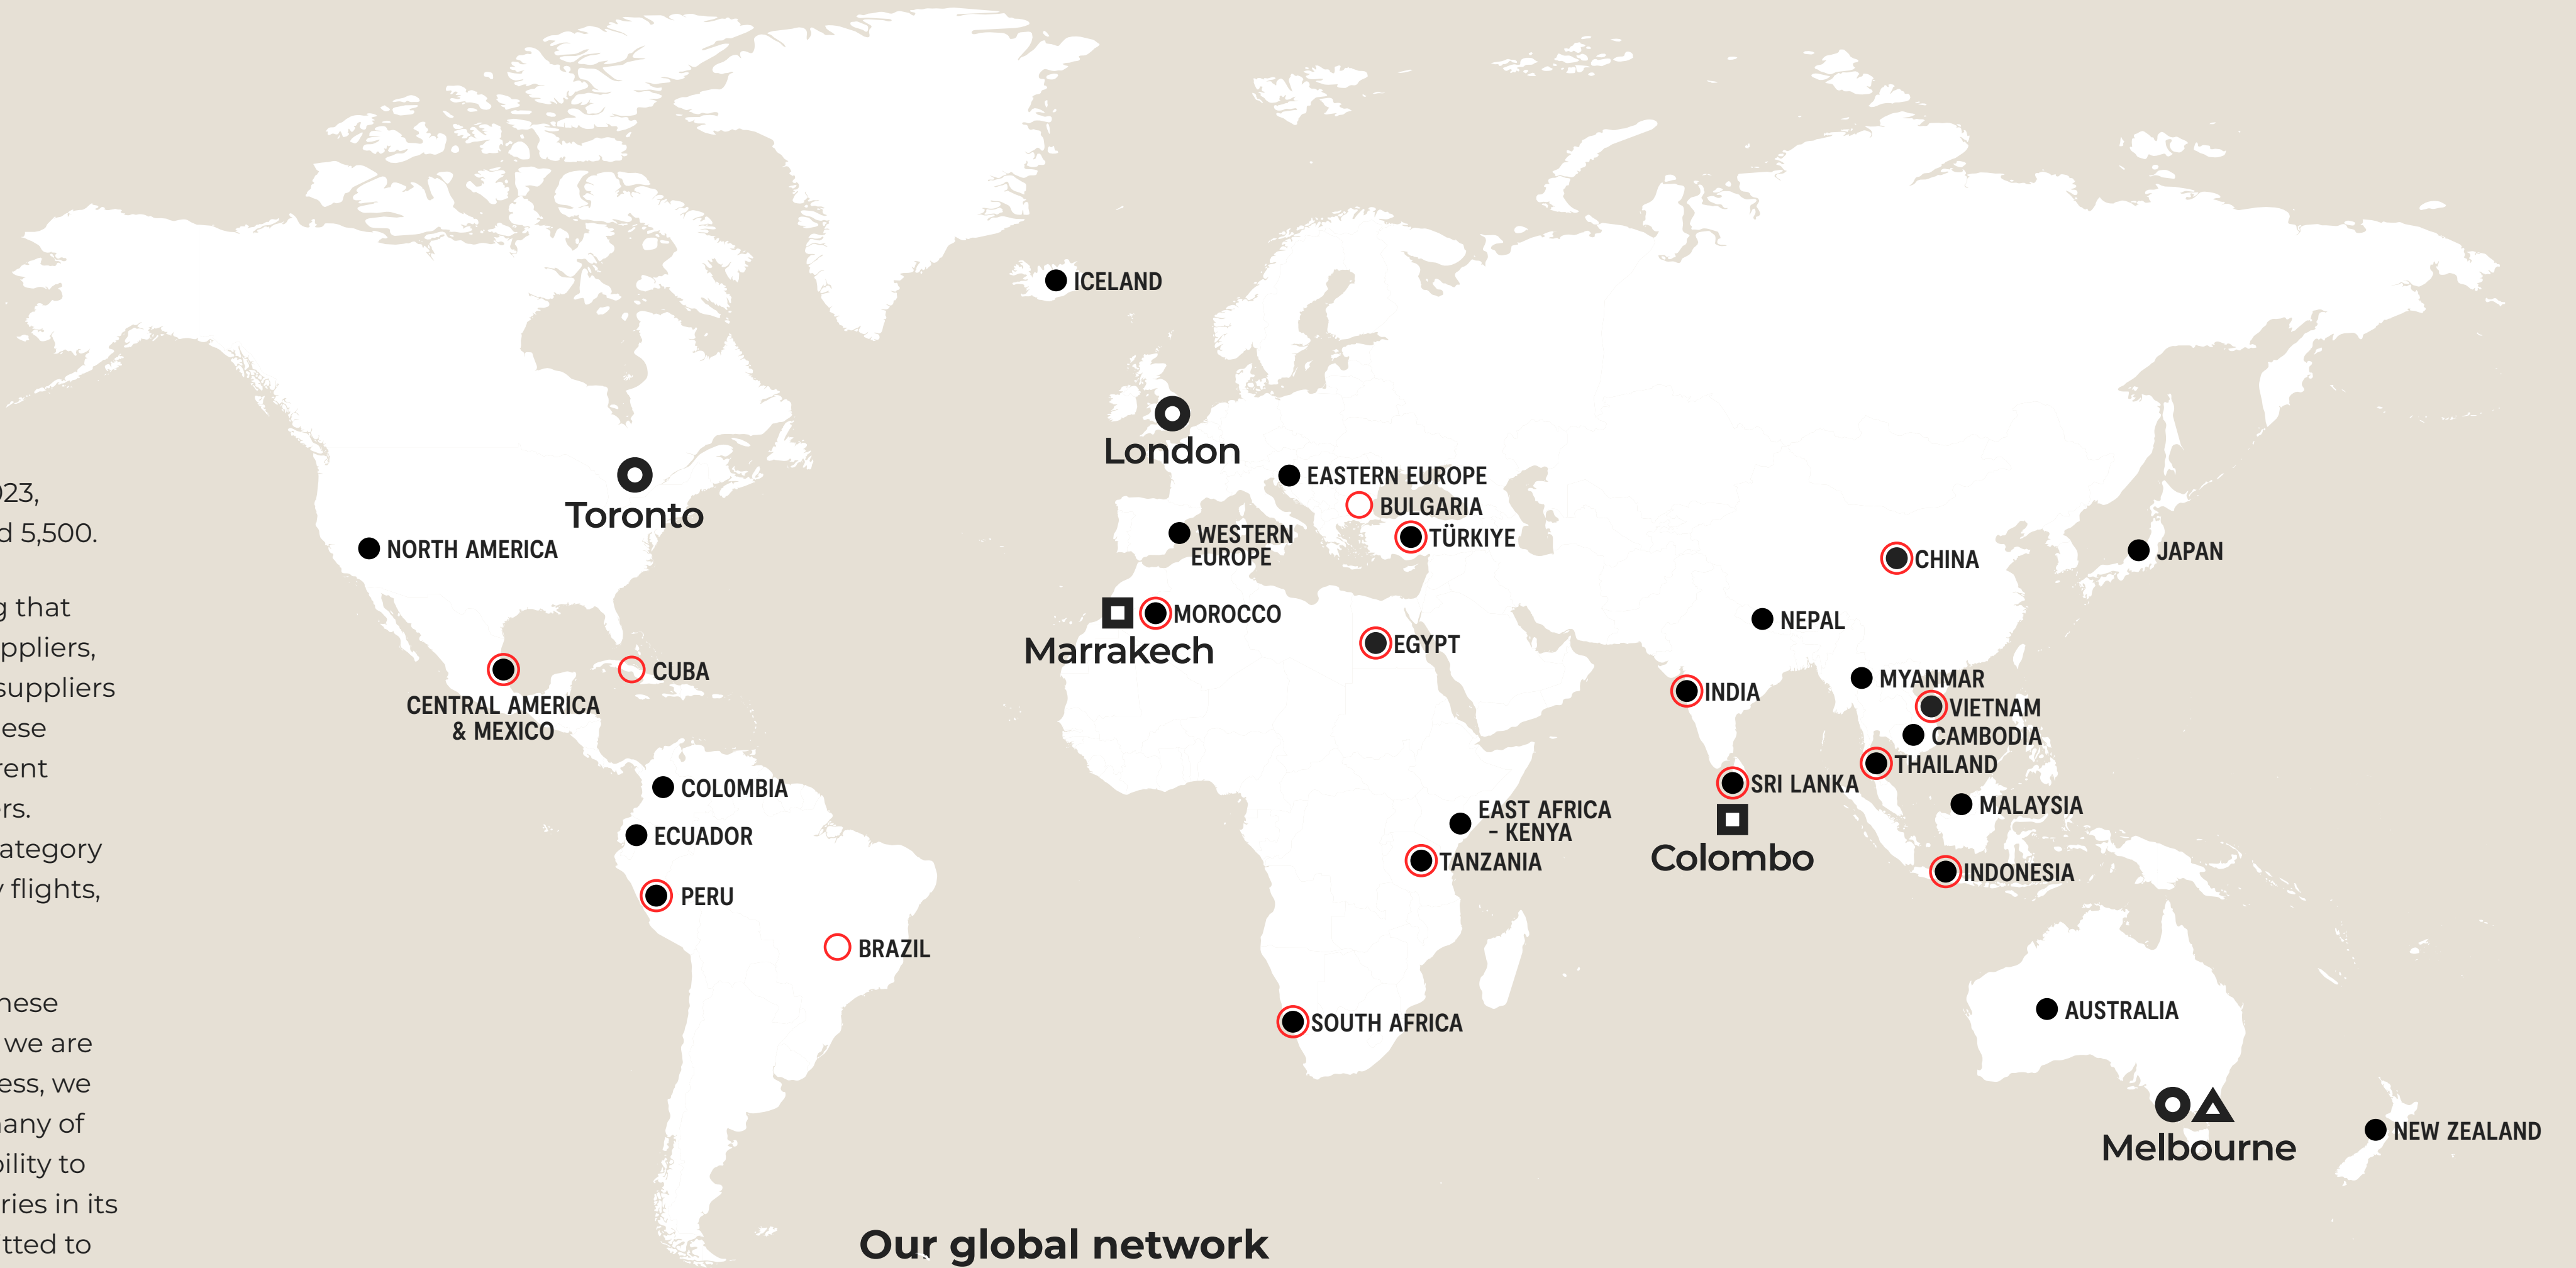 023,
d 5,500.
g that
ppliers,
suppliers
ese
rent
rs.
ategory
y flights,
hese
we are
ess, we
many of
bility to
ries in its
tted to
ICELAND
London
Toronto
EASTERN EUROPE
BULGARIA
WESTERN
EUROPE
TÜRKIYE
NORTH AMERICA
CHINA
JAPAN
MOROCCO
Marrakech
EGYPT
NEPAL
CUBA
CENTRAL AMERICA
& MEXICO
INDIA
MYANMAR
VIETNAM
CAMBODIA
THAILAND
COLOMBIA
SRI LANKA
MALAYSIA
EAST AFRICA
– KENYA
ECUADOR
Colombo
TANZANIA
INDONESIA
PERU
BRAZIL
SOUTH AFRICA
AUSTRALIA
Melbourne
NEW ZEALAND
Our global network